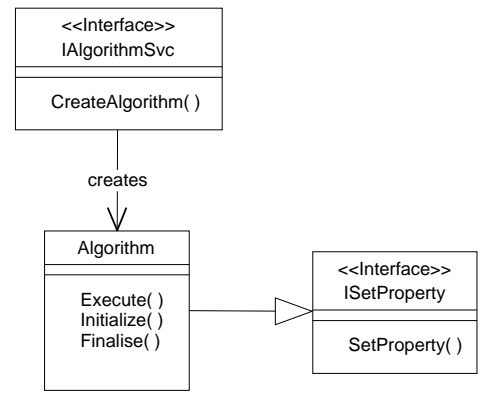 <<Interface>>
IAlgorithmSvc
CreateAlgorithm( )
creates
Algorithm
Execute( )
Initialize( )
Finalise( )
<<Interface>>
ISetProperty
SetProperty( )